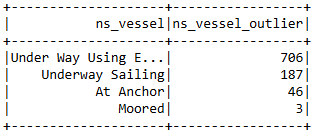 +--------------------+-----------------+
|           ns_vessel|ns_vessel_outlier|
+--------------------+-----------------+
|Under Way Using E...|              706|
|    Underway Sailing|              187|
|           At Anchor|               46|
|              Moored|                3|
+--------------------+-----------------+